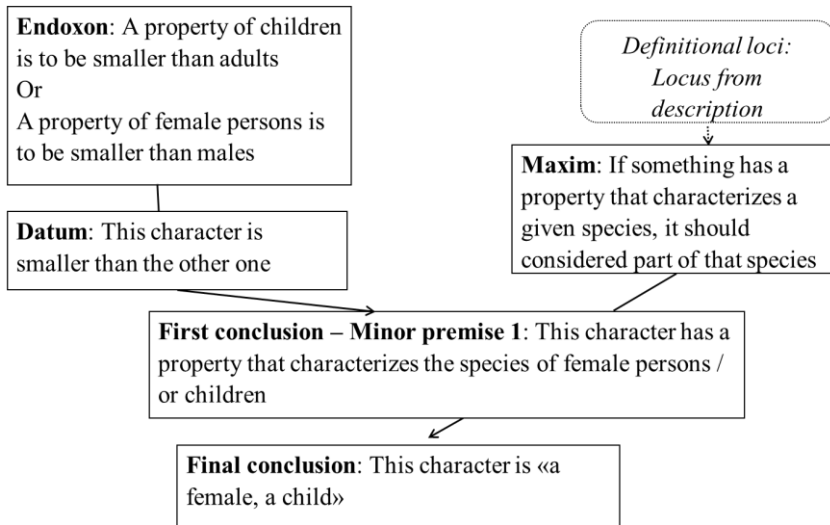 Endoxon: A property of children
is to be smaller than adults
Or
A property of female persons is
to be smaller than males
Definitional loci:
Locus from
description
Maxim: If something has a
property that characterizes a
given species, it should
considered part of that species
Datum: This character is
smaller than the other one
First conclusion – Minor premise 1: This character has a
property that characterizes the species of female persons /
or children
Final conclusion: This character is «a
female, a child»